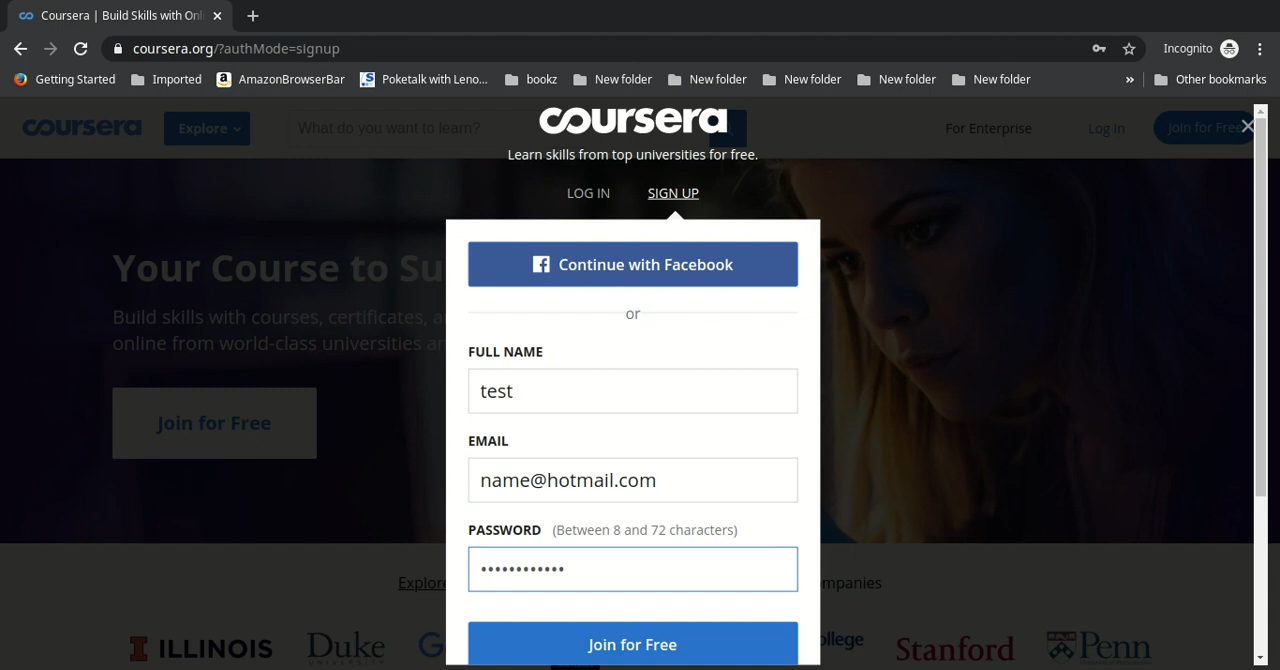 Coursera | Build Skills with Onli
coursera.org/?authMode=signup
Incognito
Getting Started
Imported
AmazonBrowserBar
Poketalk with Leno...
bookz
New folder
New folder
New folder
New folder
New folder
»
Other bookmarks
coursera
Explore
What do you want to learn?
For Enterprise
Log In
Join for Free
coursera
Learn skills from top universities for free.
LOG IN
SIGN UP
Continue with Facebook
or
FULL NAME
test
EMAIL
name@hotmail.com
PASSWORD (Between 8 and 72 characters)
••••••••••••
Join for Free
Your Course to Su
Build skills with courses, certificates, a
online from world-class universities an
Join for Free
Explore
mpanies
ILLINOIS
Duke
UNIVERSITY
G
ollege
Stanford
Penn